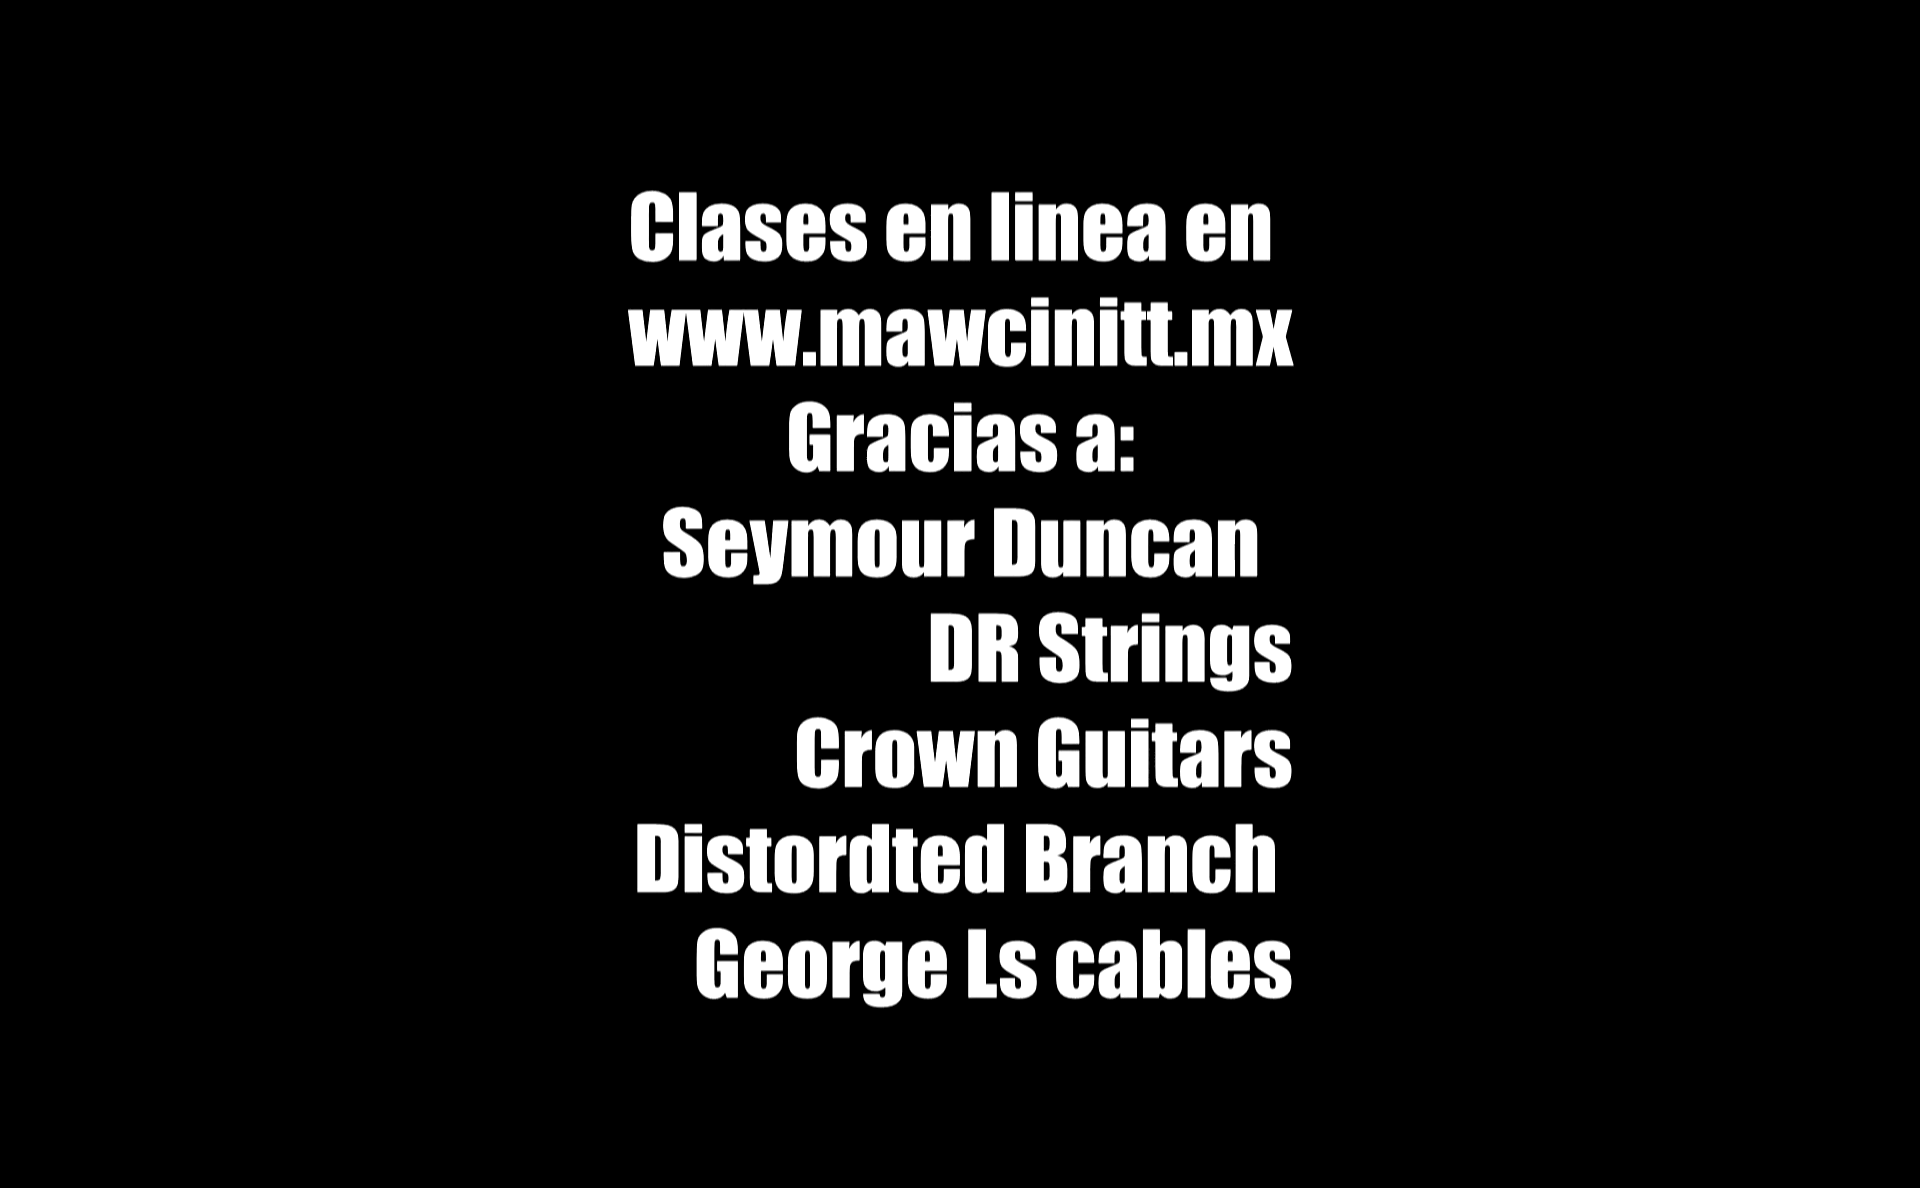 Clases en linea en
www.mawcinitt.mx
Gracias a:
Seymour Duncan
DR Strings
Crown Guitars
Distordted Branch
George Ls cables